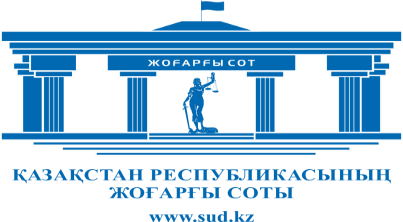 ЖОҒАРҒЫ СОТ
ҚАЗАҚСТАН РЕСПУБЛИКАСЫНЫҢ
ЖОҒАРҒЫ СОТЫ
www.sud.kz